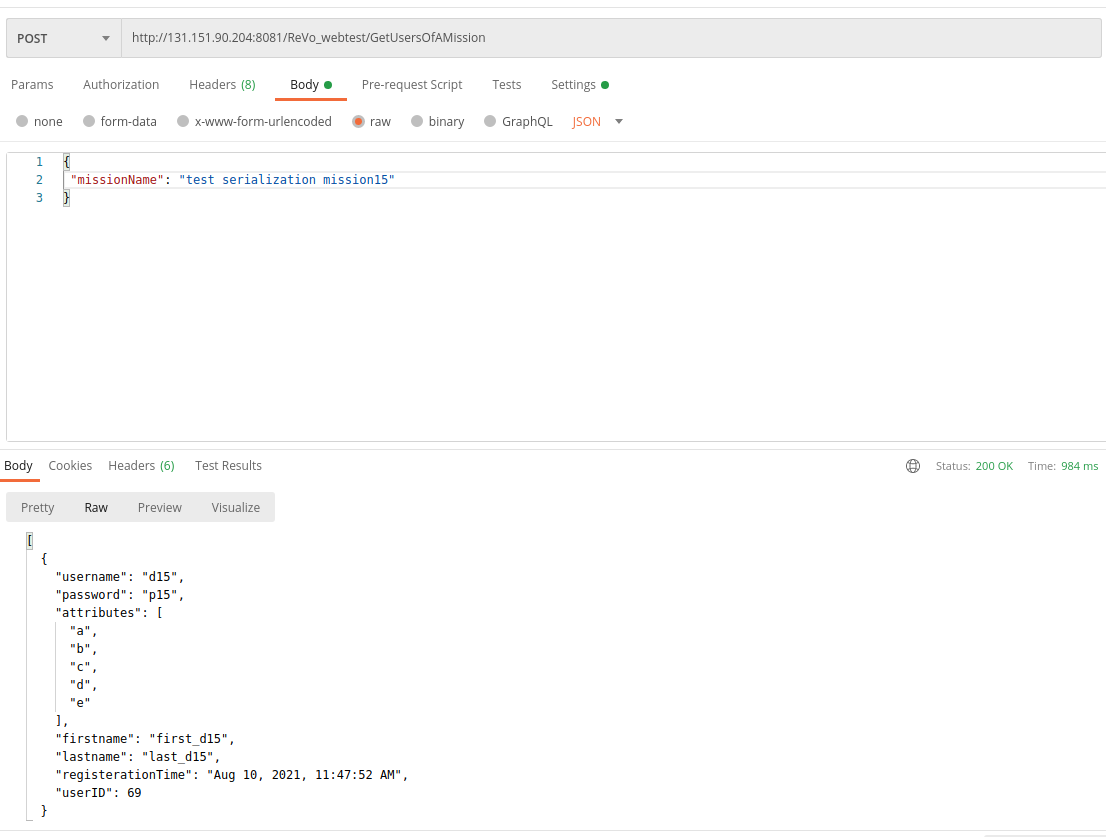 POST http://131.151.90.204:8081/ReVo_webtest/GetUsersOfAMission
Params Authorization Headers (8) Body Pre-request Script Tests Settings
none form-data x-www-form-urlencoded raw binary GraphQL JSON
1 {
2 "missionName": "test serialization mission15"
3 }
Body Cookies Headers (6) Test Results Status: 200 OK Time: 984 ms
Pretty Raw Preview Visualize
[
{
"username": "d15",
"password": "p15",
"attributes": [
"a",
"b",
"c",
"d",
"e"
],
"firstname": "first_d15",
"lastname": "last_d15",
"registerationTime": "Aug 10, 2021, 11:47:52 AM",
"userID": 69
}